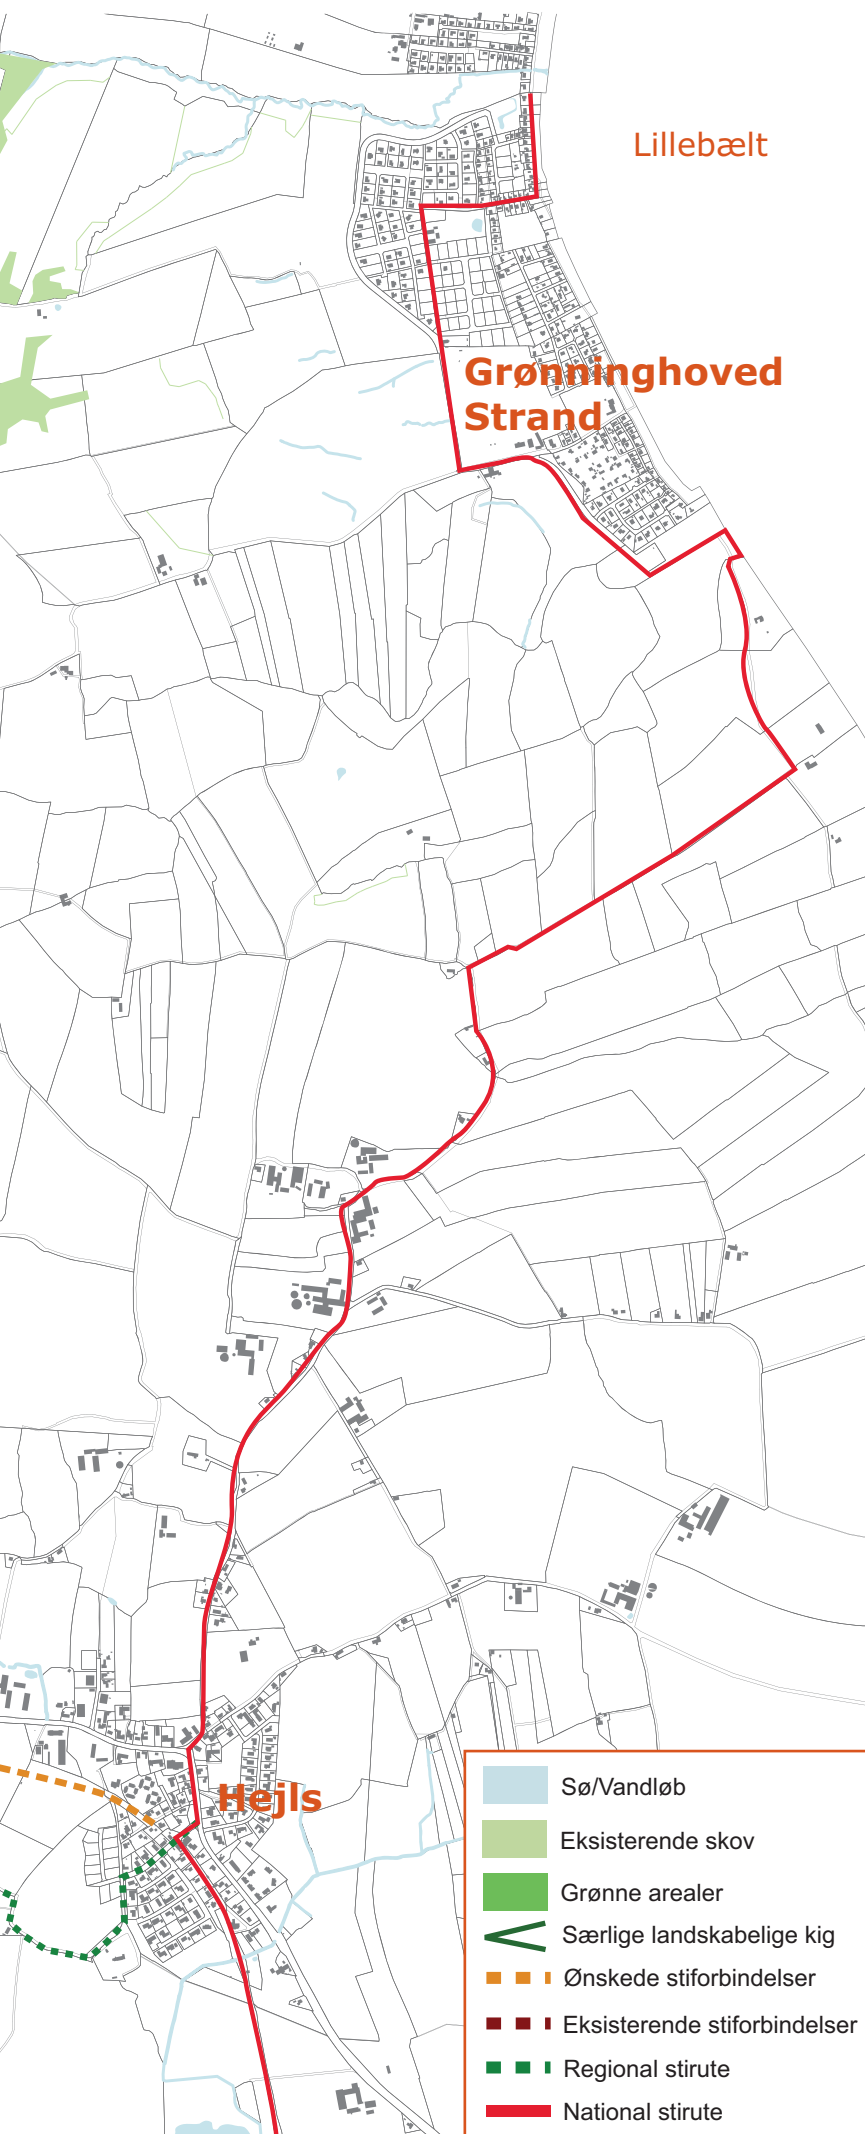 Lillebælt
Grønninghoved
Strand
Hejls
Sø/Vandløb
Eksisterende skov
Grønne arealer
Særlige landskabelige kig
Ønskede stiforbindelser
Eksisterende stiforbindelser
Regional stirute
National stirute